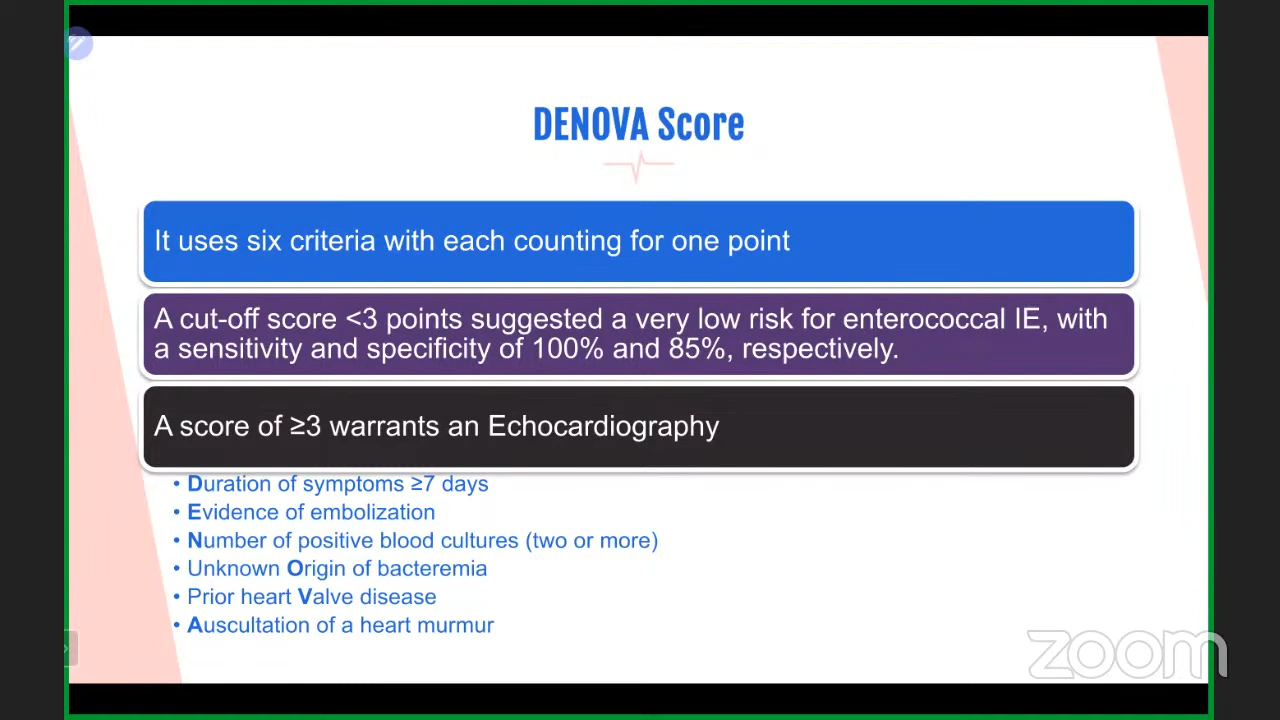 DENOVA Score
It uses six criteria with each counting for one point
A cut-off score <3 points suggested a very low risk for enterococcal IE, with
a sensitivity and specificity of 100% and 85%, respectively.
A score of ≥3 warrants an Echocardiography
• Duration of symptoms ≥7 days
• Evidence of embolization
• Number of positive blood cultures (two or more)
• Unknown Origin of bacteremia
• Prior heart Valve disease
• Auscultation of a heart murmur
zoom